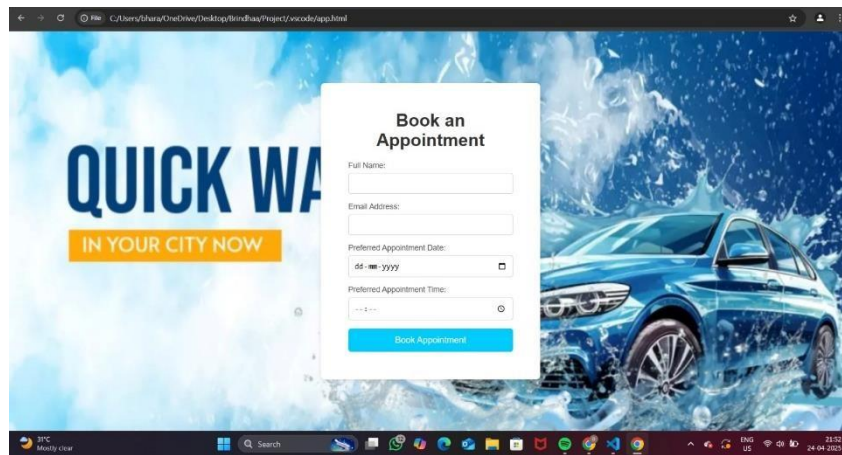 File C:/Users/bhara/OneDrive/Desktop/Brindhaa/Project/.vscode/app.html
Book an
Appointment
QUICK WA
IN YOUR CITY NOW
Full Name:
Email Address:
Preferred Appointment Date:
dd-mm-yyyy
Preferred Appointment Time:
--:--
Book Appointment
31°C
Mostly clear
Search
ENG
US
21:52
24-04-2025